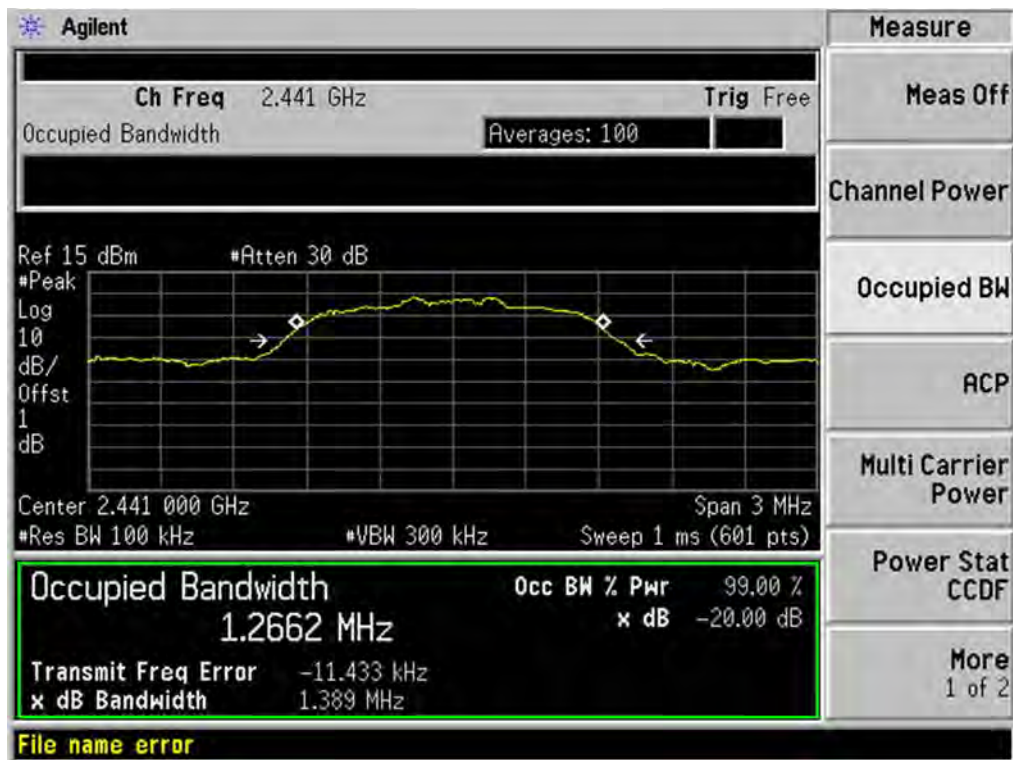 Agilent
Measure
Ch Freq 2.441 GHz Trig Free
Occupied Bandwidth Averages: 100
Meas Off
Channel Power
Occupied BW
ACP
Multi Carrier
Power
Power Stat
CCDF
More
1 of 2
Ref 15 dBm #Atten 30 dB
#Peak
Log
10
dB/
Offst
1
dB
Center 2.441 000 GHz Span 3 MHz
#Res BW 100 kHz #VBW 300 kHz Sweep 1 ms (601 pts)
Occupied Bandwidth Occ BW % Pwr 99.00 %
1.2662 MHz x dB -20.00 dB
Transmit Freq Error -11.433 kHz
x dB Bandwidth 1.389 MHz
File name error